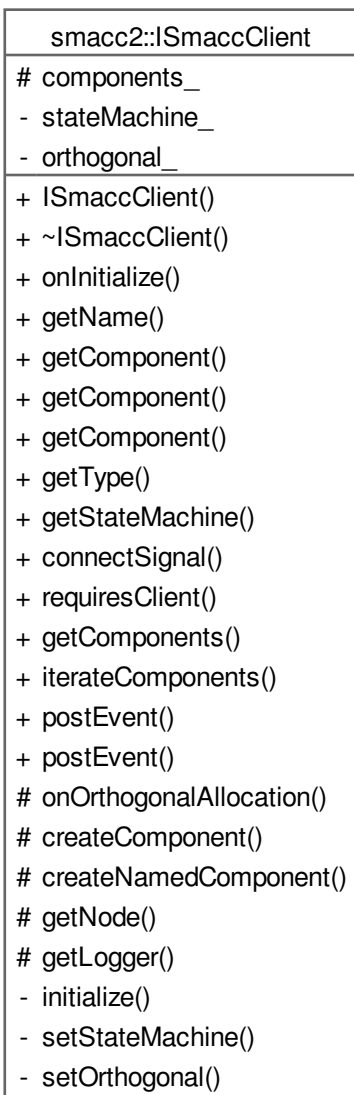 smacc2::ISmaccClient
# components_
- stateMachine_
- orthogonal_
+ ISmaccClient()
+ ~ISmaccClient()
+ onInitialize()
+ getName()
+ getComponent()
+ getComponent()
+ getComponent()
+ getType()
+ getStateMachine()
+ connectSignal()
+ requiresClient()
+ getComponents()
+ iterateComponents()
+ postEvent()
+ postEvent()
# onOrthogonalAllocation()
# createComponent()
# createNamedComponent()
# getNode()
# getLogger()
- initialize()
- setStateMachine()
- setOrthogonal()